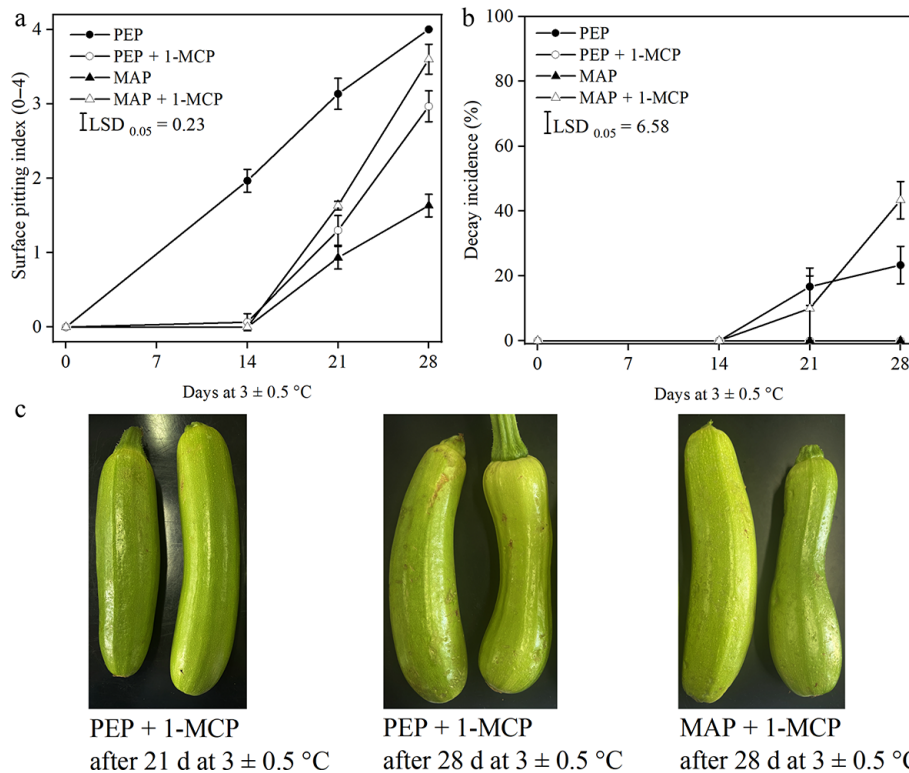 a
Surface pitting index (0–4)
4
3
2
1
0
PEP
PEP + 1-MCP
MAP
MAP + 1-MCP
LSD 0.05 = 0.23
0 7 14 21 28
Days at 3 ± 0.5 °C
b
Decay incidence (%)
100
80
60
40
20
0
PEP
PEP + 1-MCP
MAP
MAP + 1-MCP
LSD 0.05 = 6.58
0 7 14 21 28
Days at 3 ± 0.5 °C
c
PEP + 1-MCP
after 21 d at 3 ± 0.5 °C
PEP + 1-MCP
after 28 d at 3 ± 0.5 °C
MAP + 1-MCP
after 28 d at 3 ± 0.5 °C